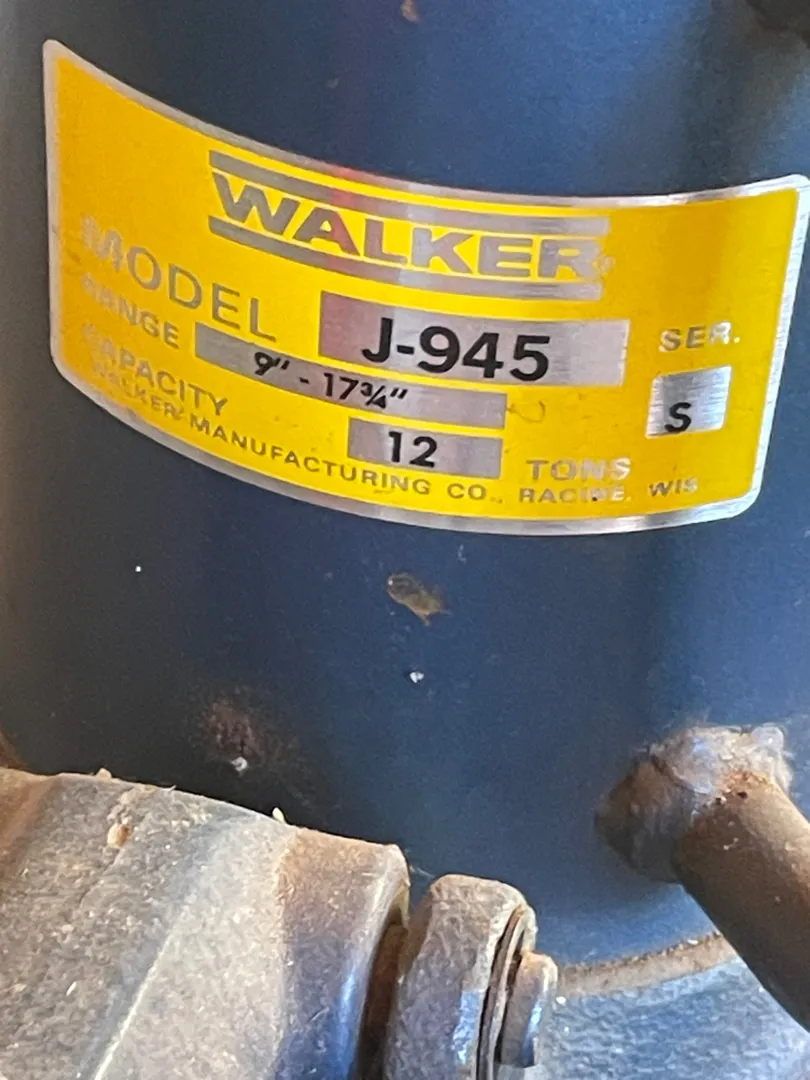 WALKER
MODEL J-945 SER.
RANGE 9" - 17¾" S
CAPACITY 12 TONS
WALKER MANUFACTURING CO., RACINE, WIS